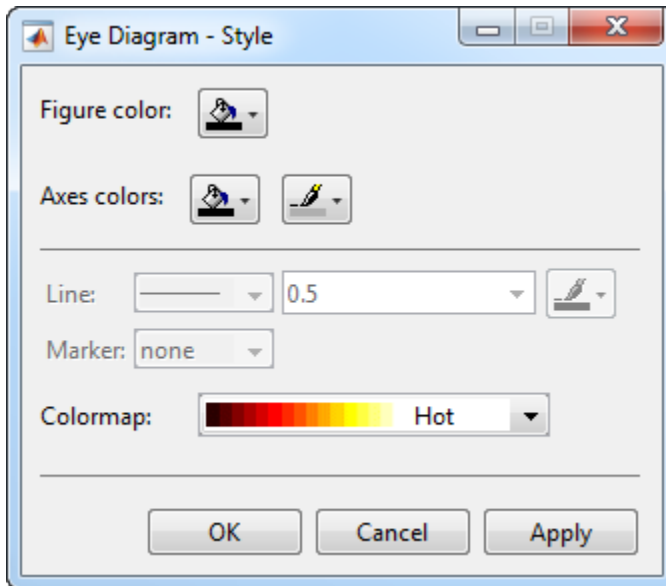 Eye Diagram - Style
Figure color:
Axes colors:
Line: 0.5
Marker: none
Colormap: Hot
OK Cancel Apply